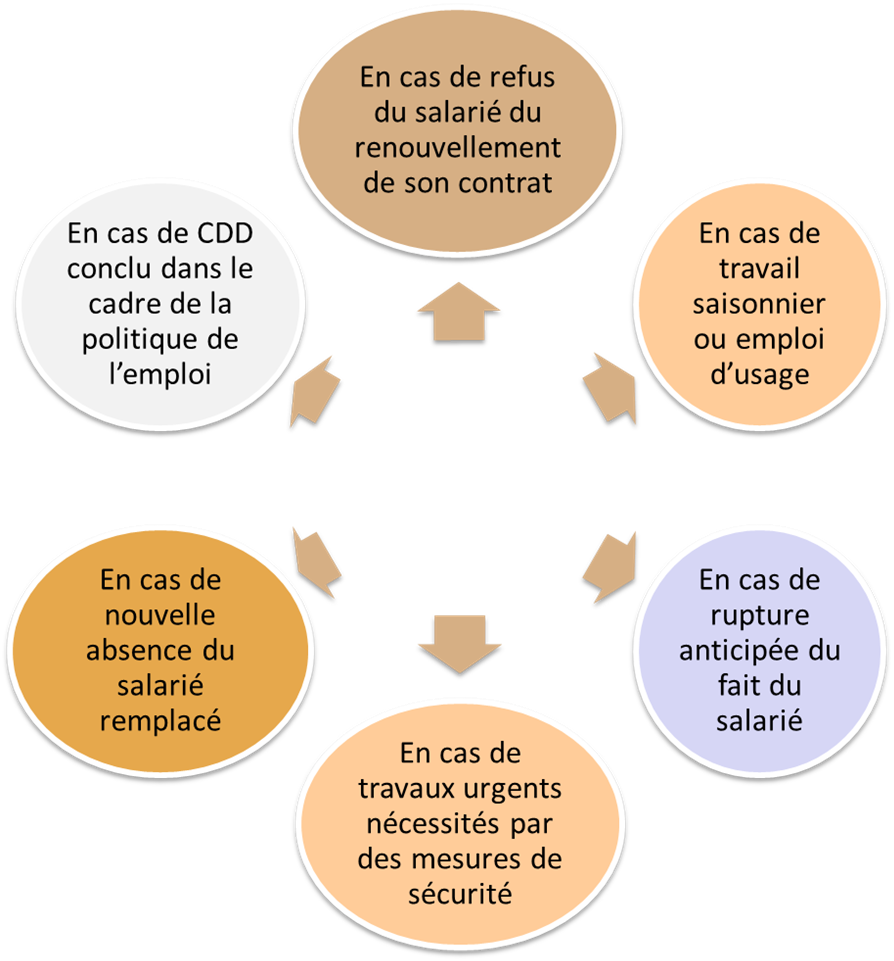 En cas de refus
du salarié du
renouvellement
de son contrat
En cas de
travail
saisonnier
ou emploi
d’usage
En cas de
rupture
anticipée du
fait du
salarié
En cas de
travaux urgents
nécessités par
des mesures de
sécurité
En cas de
nouvelle
absence du
salarié
remplacé
En cas de CDD
conclu dans le
cadre de la
politique de
l’emploi